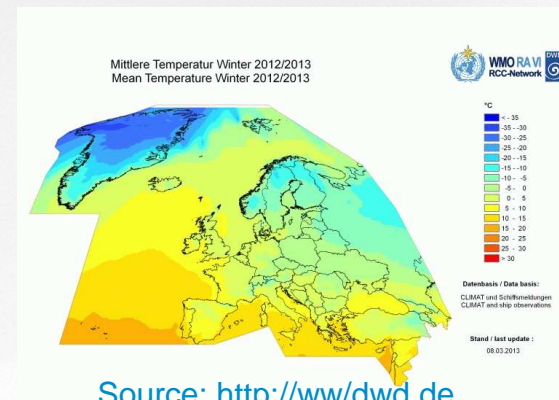 Mittlere Temperatur Winter 2012/2013
Mean Temperature Winter 2012/2013
WMO RA VI
RCC-Network
DWD
°C
< - 35
-35 - -30
-30 - -25
-25 - -20
-20 - -15
-15 - -10
-10 - -5
-5 - 0
0 - 5
5 - 10
10 - 15
15 - 20
20 - 25
25 - 30
> 30
Datenbasis / Data basis:
CLIMAT und Schiffsmeldungen
CLIMAT and ship observations
Stand / last update :
08.03.2013
Source: http://ww/dwd.de